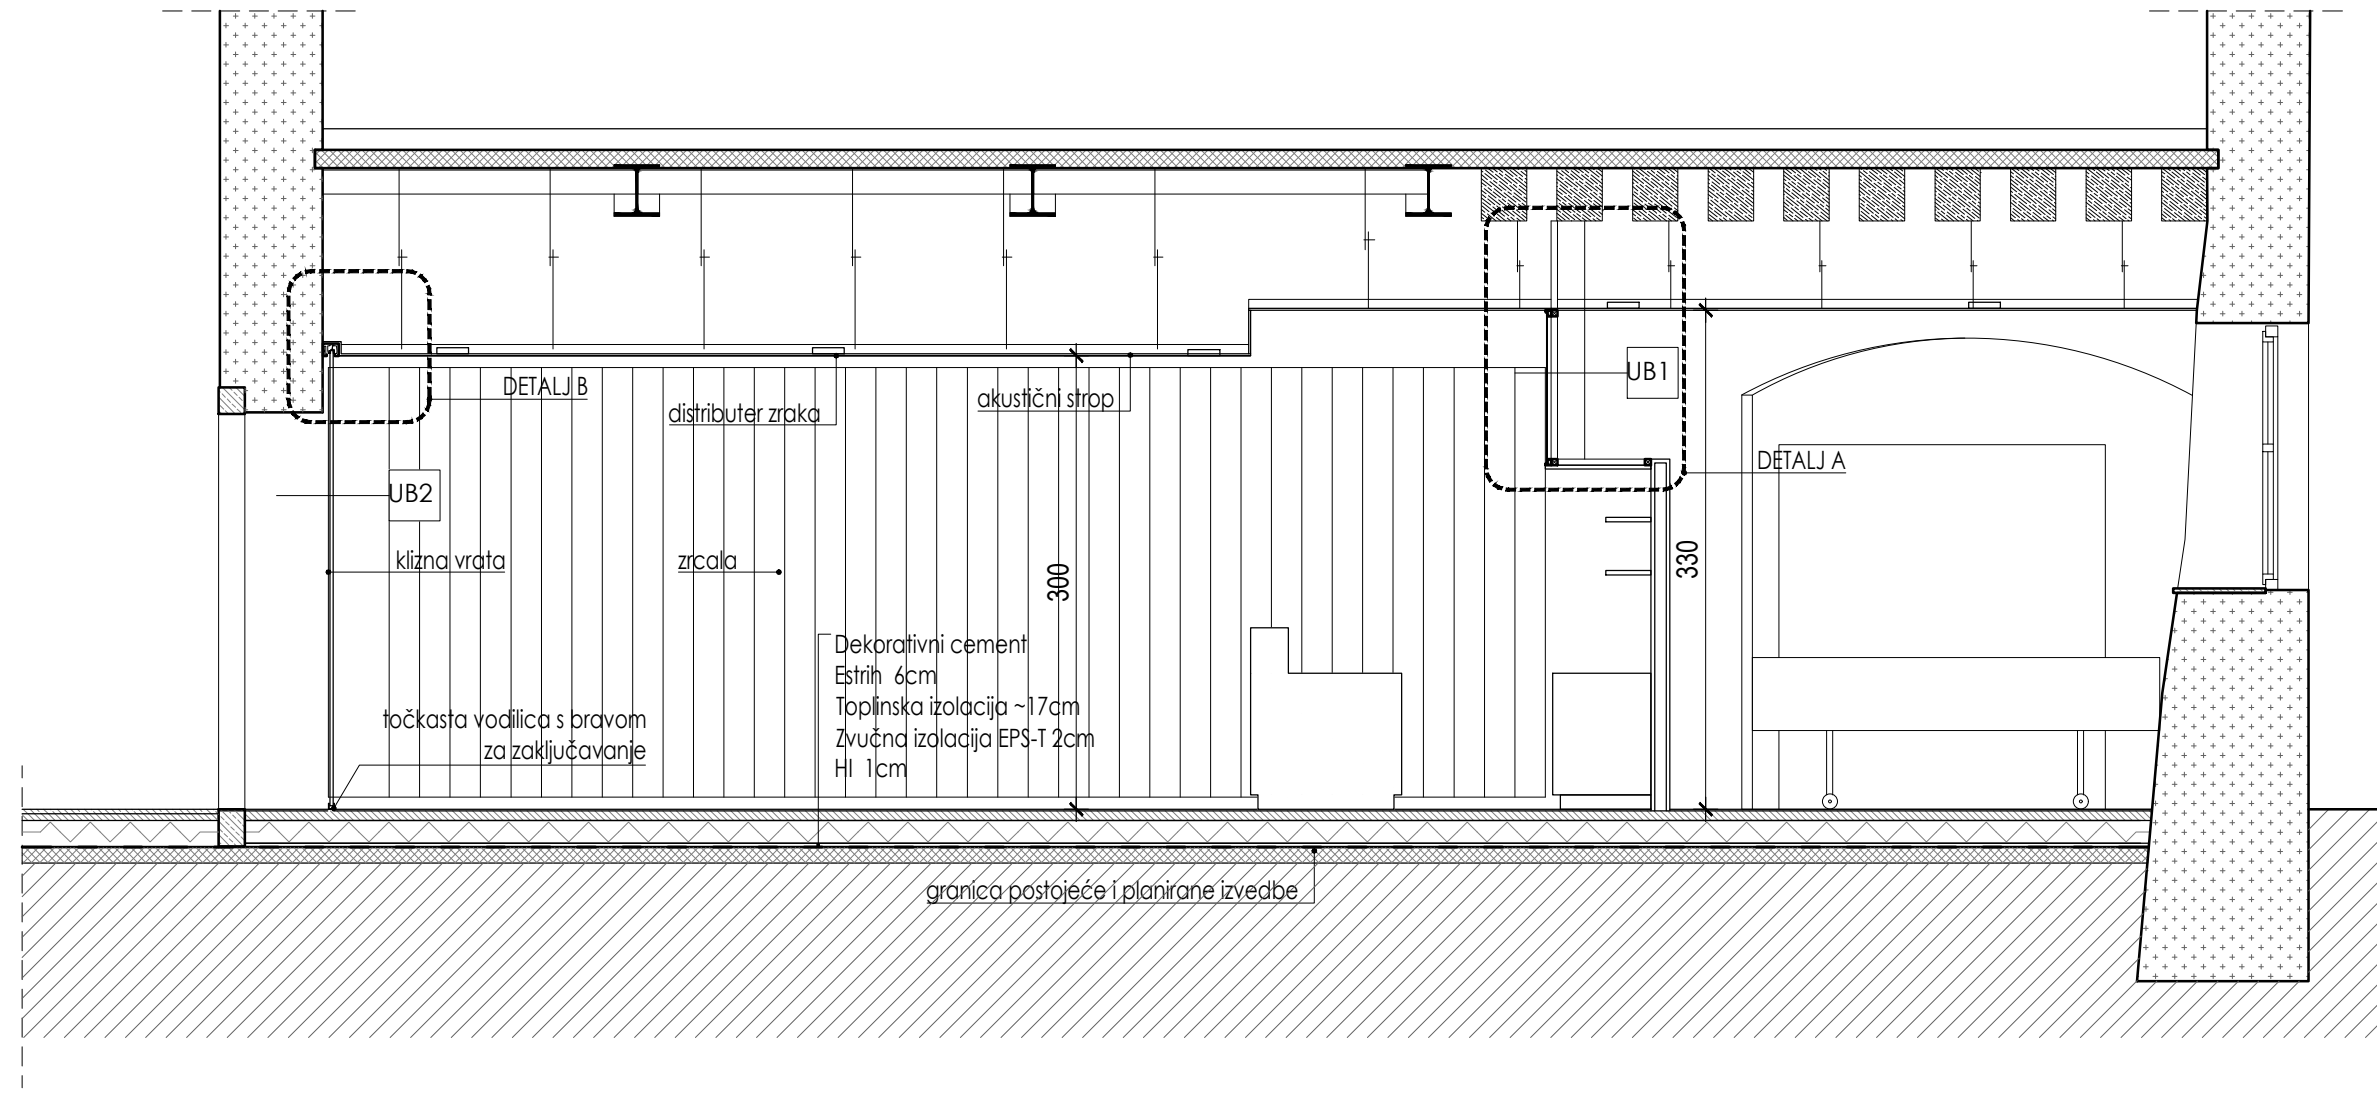 DETALJ B
distributer zraka
akustični strop
UB1
DETALJ A
UB2
klizna vrata
zrcala
300
330
Dekorativni cement
Estrih 6cm
Toplinska izolacija ~17cm
Zvučna izolacija EPS-T 2cm
HI 1cm
točkasta vodilica s bravom
za zaključavanje
granica postojeće i planirane izvedbe